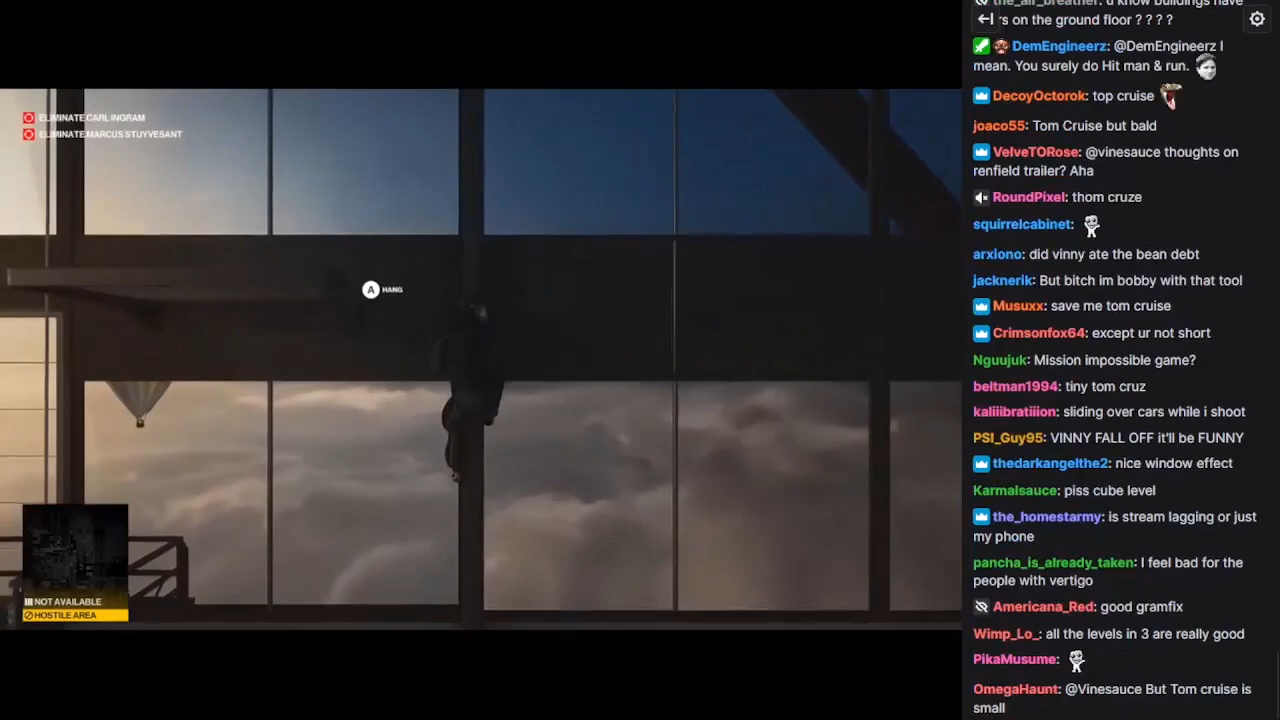 ELIMINATE CARL INGRAM
ELIMINATE MARCUS STUYVESANT
A HANG
NOT AVAILABLE
HOSTILE AREA
the_air_breather: u know buildings have
rs on the ground floor ? ? ? ?
DemEngineerz: @DemEngineerz I
mean. You surely do Hit man & run.
DecoyOctorok: top cruise
joaco55: Tom Cruise but bald
VelveTORose: @vinesauce thoughts on
renfield trailer? Aha
RoundPixel: thom cruze
squirrelcabinet:
arxiono: did vinny ate the bean debt
jacknerik: But bitch im bobby with that tool
Musuxx: save me tom cruise
Crimsonfox64: except ur not short
Nguujuk: Mission impossible game?
beltman1994: tiny tom cruz
kaliiibratiiion: sliding over cars while i shoot
PSI_Guy95: VINNY FALL OFF it'll be FUNNY
thedarkangelthe2: nice window effect
Karmaisauce: piss cube level
the_homestarmy: is stream lagging or just
my phone
pancha_is_already_taken: I feel bad for the
people with vertigo
Americana_Red: good gramfix
Wimp_Lo_: all the levels in 3 are really good
PikaMusume:
OmegaHaunt: @Vinesauce But Tom cruise is
small